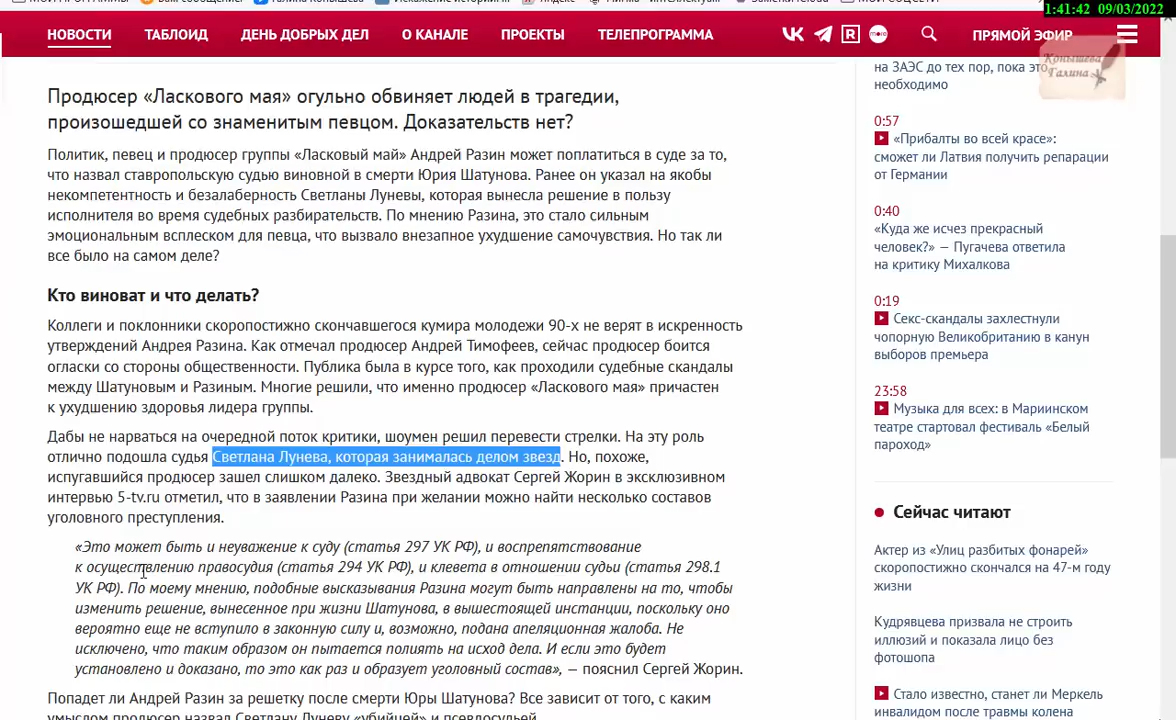 1:41:42 09/03/2022
НОВОСТИ ТАБЛОИД ДЕНЬ ДОБРЫХ ДЕЛ О КАНАЛЕ ПРОЕКТЫ ТЕЛЕПРОГРАММА ПРЯМОЙ ЭФИР
Конышева
Галина
Продюсер «Ласкового мая» огульно обвиняет людей в трагедии,
произошедшей со знаменитым певцом. Доказательств нет?
Политик, певец и продюсер группы «Ласковый май» Андрей Разин может поплатиться в суде за то,
что назвал ставропольскую судью виновной в смерти Юрия Шатунова. Ранее он указал на якобы
некомпетентность и безалаберность Светланы Луневы, которая вынесла решение в пользу
исполнителя во время судебных разбирательств. По мнению Разина, это стало сильным
эмоциональным всплеском для певца, что вызвало внезапное ухудшение самочувствия. Но так ли
все было на самом деле?
Кто виноват и что делать?
Коллеги и поклонники скоропостижно скончавшегося кумира молодежи 90-х не верят в искренность
утверждений Андрея Разина. Как отмечал продюсер Андрей Тимофеев, сейчас продюсер боится
огласки со стороны общественности. Публика была в курсе того, как проходили судебные скандалы
между Шатуновым и Разиным. Многие решили, что именно продюсер «Ласкового мая» причастен
к ухудшению здоровья лидера группы.
Дабы не нарваться на очередной поток критики, шоумен решил перевести стрелки. На эту роль
отлично подошла судья Светлана Лунева, которая занималась делом звезд. Но, похоже,
испугавшийся продюсер зашел слишком далеко. Звездный адвокат Сергей Жорин в эксклюзивном
интервью 5-tv.ru отметил, что в заявлении Разина при желании можно найти несколько составов
уголовного преступления.
«Это может быть и неуважение к суду (статья 297 УК РФ), и воспрепятствование
к осуществлению правосудия (статья 294 УК РФ), и клевета в отношении судьи (статья 298.1
УК РФ). По моему мнению, подобные высказывания Разина могут быть направлены на то, чтобы
изменить решение, вынесенное при жизни Шатунова, в вышестоящей инстанции, поскольку оно
вероятно еще не вступило в законную силу и, возможно, подана апеляционная жалоба. Не
исключено, что таким образом он пытается полиять на исход дела. И если это будет
установлено и доказано, то это как раз и образует уголовный состав», — пояснил Сергей Жорин.
Попадет ли Андрей Разин за решетку после смерти Юры Шатунова? Все зависит от того, с каким
умыслом продюсер назвал Светлану Луневу «убийцей» и псевдосудьей.
на ЗАЭС до тех пор, пока это
необходимо
0:57
«Прибалты во всей красе»:
сможет ли Латвия получить репарации
от Германии
0:40
«Куда же исчез прекрасный
человек?» — Пугачева ответила
на критику Михалкова
0:19
Секс-скандалы захлестнули
чопорную Великобританию в канун
выборов премьера
23:58
Музыка для всех: в Мариинском
театре стартовал фестиваль «Белый
пароход»
Сейчас читают
Актер из «Улиц разбитых фонарей»
скоропостижно скончался на 47-м году
жизни
Кудрявцева призвала не строить
иллюзий и показала лицо без
фотошопа
Стало известно, станет ли Меркель
инвалидом после травмы колена